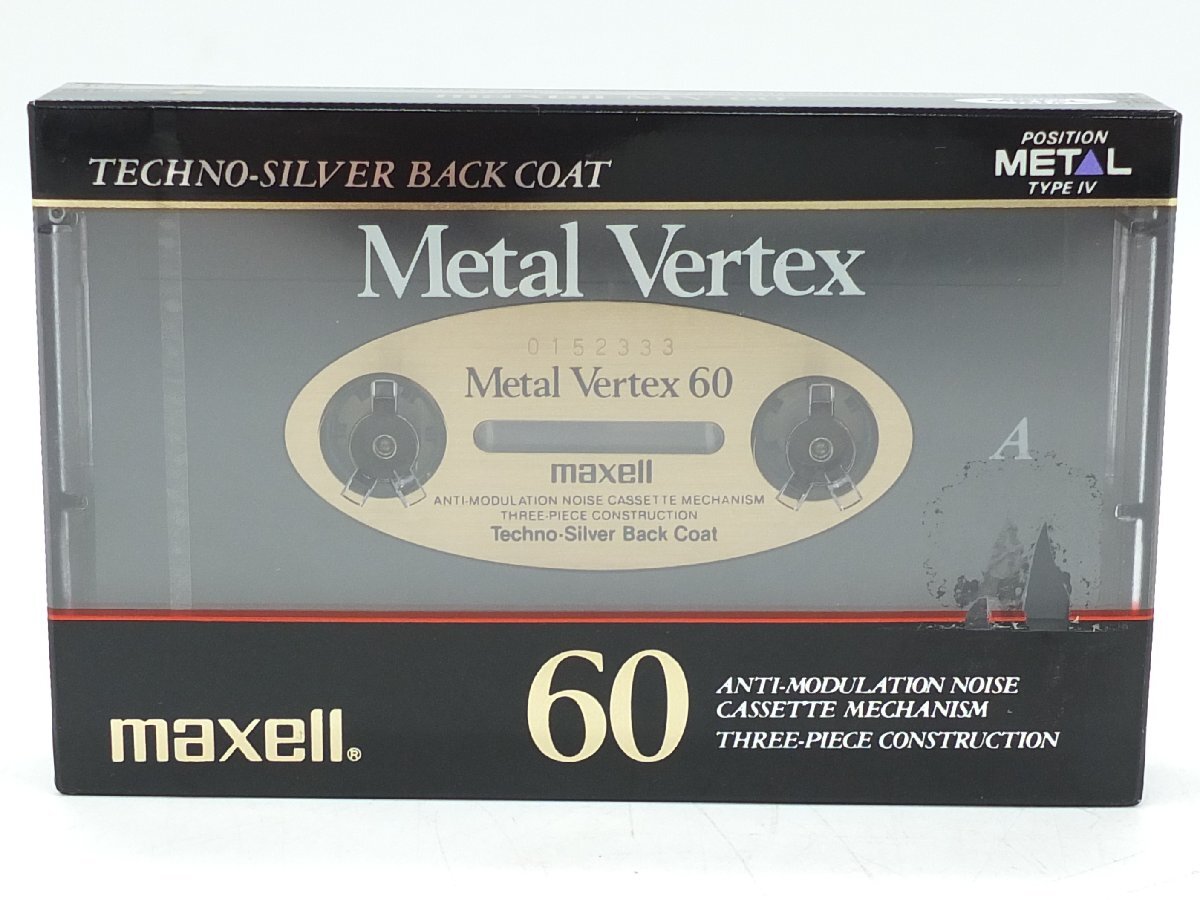 TECHNO-SILVER BACK COAT
POSITION
METAL
TYPE IV
Metal Vertex
0152333
Metal Vertex 60
maxell
ANTI-MODULATION NOISE CASSETTE MECHANISM
THREE-PIECE CONSTRUCTION
Techno-Silver Back Coat
A
maxell®
60
ANTI-MODULATION NOISE
CASSETTE MECHANISM
THREE-PIECE CONSTRUCTION